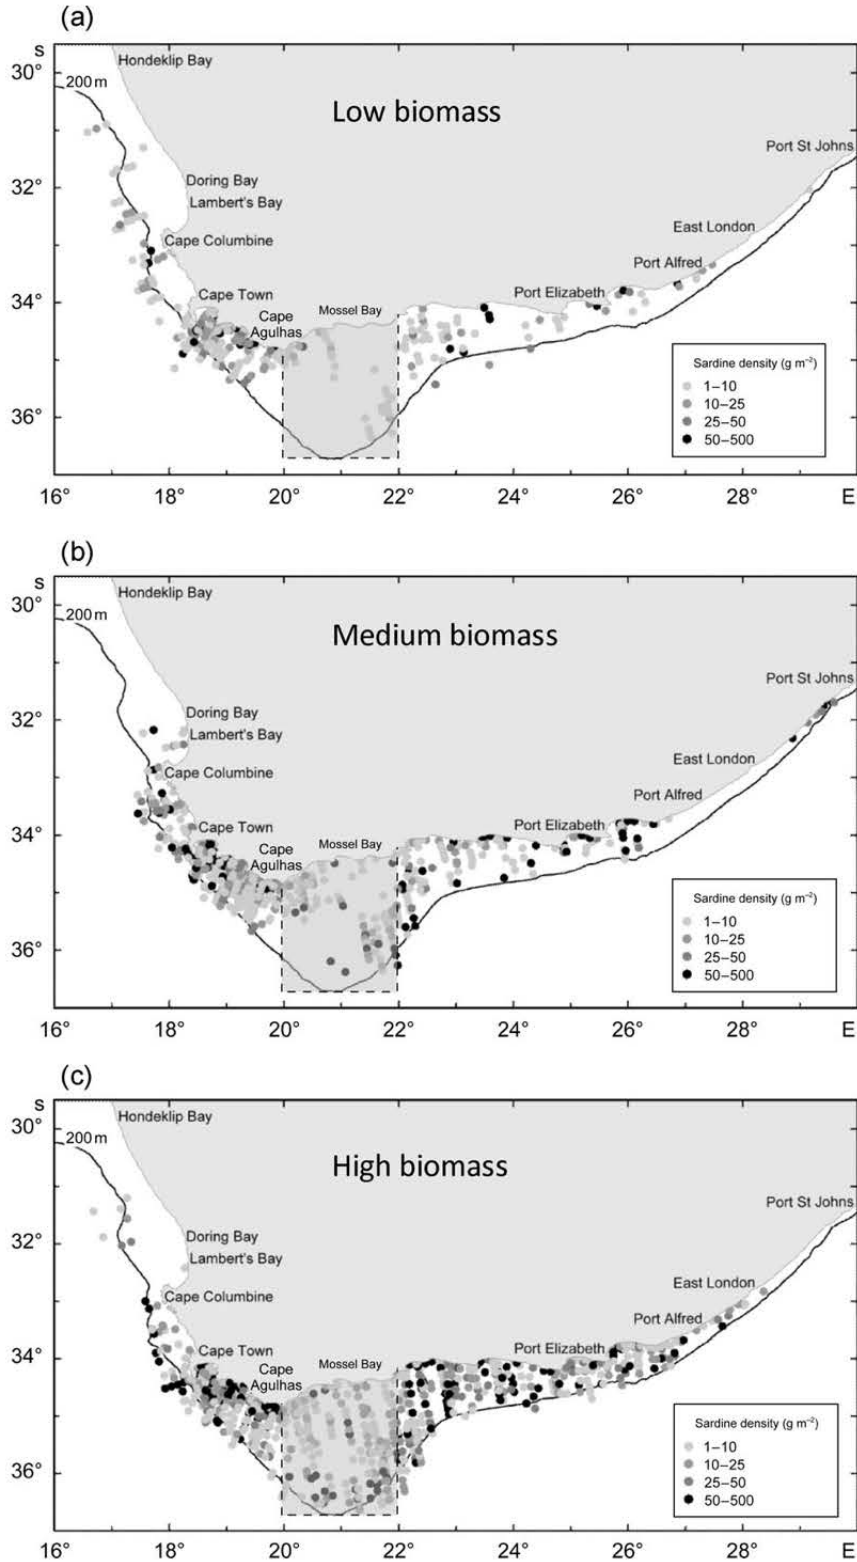 (a)
s
Hondeklip Bay
30°
200 m
Low biomass
Port St Johns
Doring Bay
32°
Lambert's Bay
East London
Cape Columbine
Port Alfred
Cape Town
Port Elizabeth
34°
Cape
Agulhas
Mossel Bay
Sardine density (g m⁻²)
1–10
10–25
36°
25–50
50–500
16° 18° 20° 22° 24° 26° 28° E
(b)
s
Hondeklip Bay
30°
200 m
Medium biomass
Port St Johns
Doring Bay
32°
Lambert's Bay
East London
Cape Columbine
Port Alfred
Cape Town
Port Elizabeth
34°
Cape
Agulhas
Mossel Bay
Sardine density (g m⁻²)
1–10
10–25
36°
25–50
50–500
16° 18° 20° 22° 24° 26° 28° E
(c)
s
Hondeklip Bay
30°
200 m
High biomass
Port St Johns
Doring Bay
32°
Lambert's Bay
East London
Cape Columbine
Port Alfred
Cape Town
Port Elizabeth
34°
Cape
Agulhas
Mossel Bay
Sardine density (g m⁻²)
1–10
10–25
36°
25–50
50–500
16° 18° 20° 22° 24° 26° 28° E